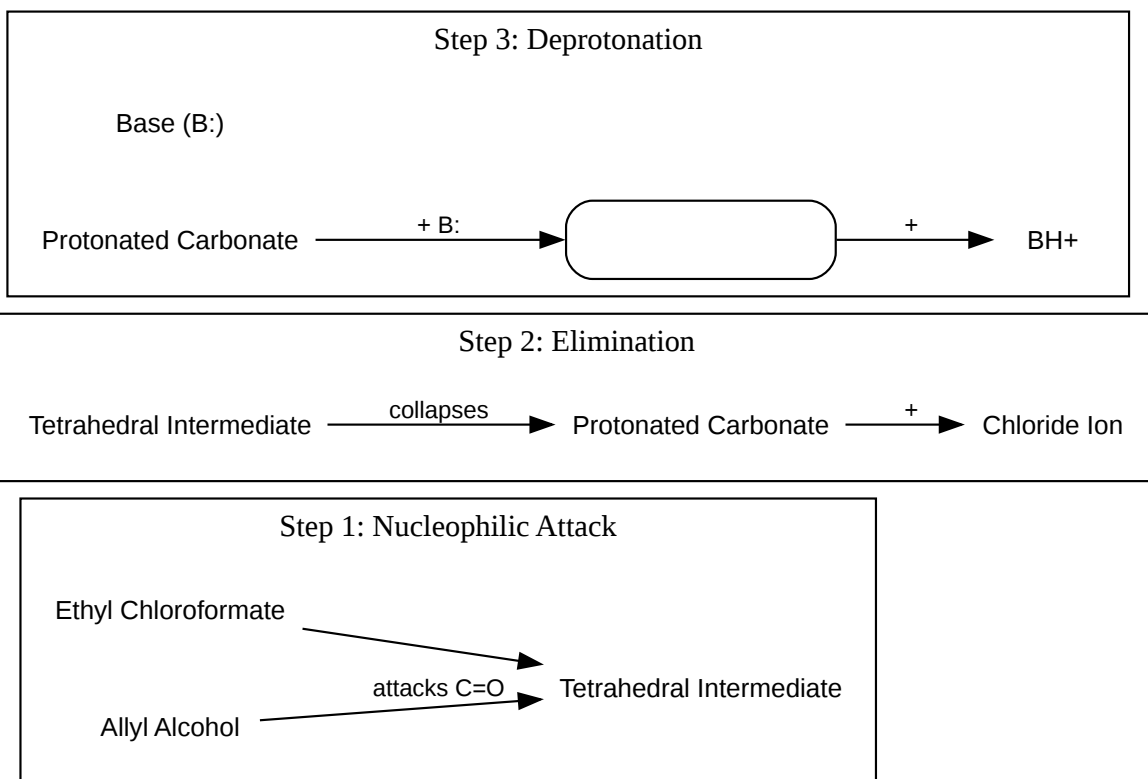 Step 3: Deprotonation
Base (B:)
Protonated Carbonate
+ B:
+
BH+
Step 2: Elimination
Tetrahedral Intermediate
collapses
Protonated Carbonate
+
Chloride Ion
Step 1: Nucleophilic Attack
Ethyl Chloroformate
attacks C=O
Tetrahedral Intermediate
Allyl Alcohol